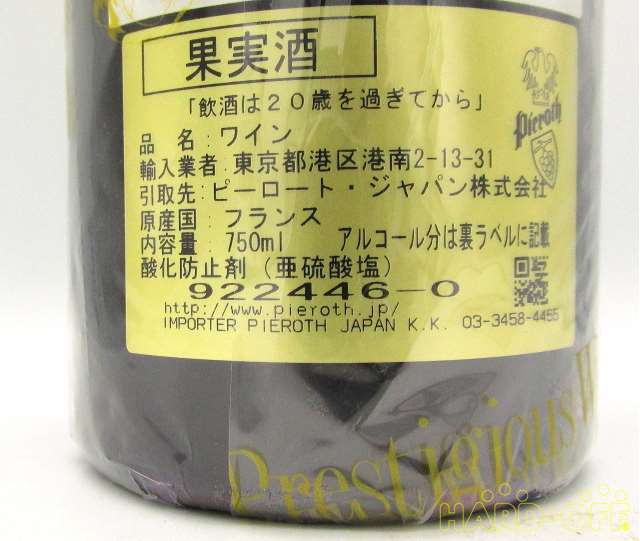 果実酒
「飲酒は20歳を過ぎてから」
Pieroth
品名:ワイン
輸入業者:東京都港区港南2-13-31
引取先:ピーロート・ジャパン株式会社
原産国:フランス
内容量:750ml アルコール分は裏ラベルに記載
酸化防止剤(亜硫酸塩)
922446-0
http://www.pieroth.jp/
IMPORTER PIEROTH JAPAN K.K. 03-3458-4455
Prestigious W
HARD-OFF